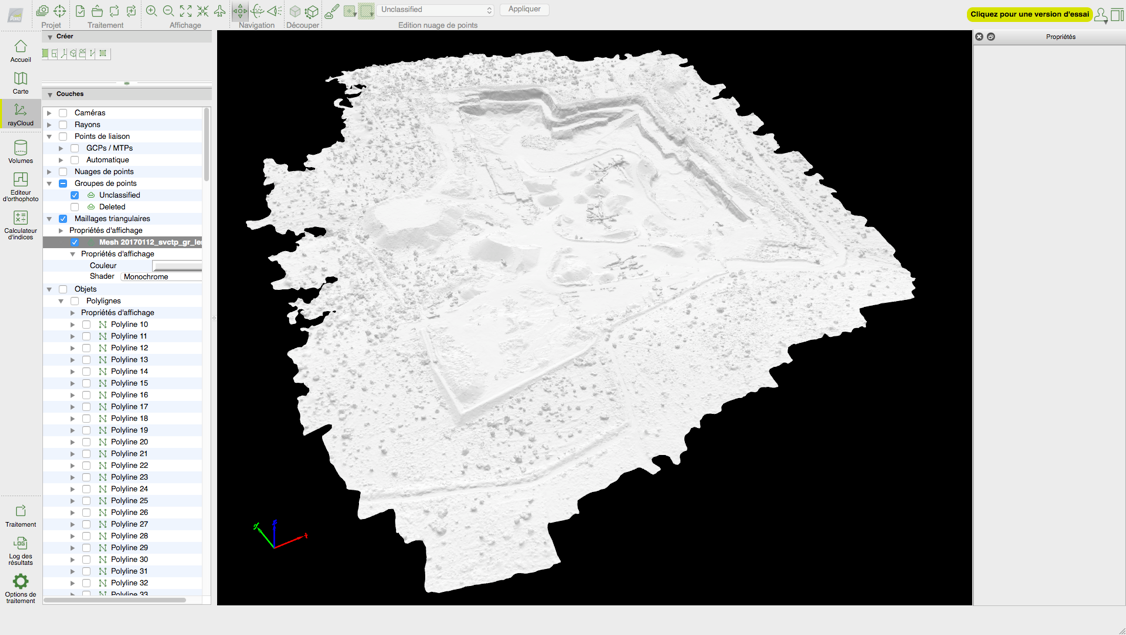 Unclassified
Appliquer
Projet
Traitement
Affichage
Navigation
Découper
Edition nuage de points
Cliquez pour une version d'essai
Accueil
Carte
rayCloud
Volumes
Editeur
d'orthophoto
Calculateur
d'indices
Traitement
Log des
résultats
Options de
traitement
Créer
Couches
Caméras
Rayons
Points de liaison
GCPs / MTPs
Automatique
Nuages de points
Groupes de points
Unclassified
Deleted
Maillages triangulaires
Propriétés d'affichage
Mesh 20170112_svctp_gr_le
Propriétés d'affichage
Couleur
Shader Monochrome
Objets
Polylignes
Propriétés d'affichage
Polyline 10
Polyline 11
Polyline 12
Polyline 13
Polyline 14
Polyline 15
Polyline 16
Polyline 17
Polyline 18
Polyline 19
Polyline 20
Polyline 21
Polyline 22
Polyline 23
Polyline 24
Polyline 25
Polyline 26
Polyline 27
Polyline 28
Polyline 29
Polyline 30
Polyline 31
Polyline 32
Polyline 33
Propriétés